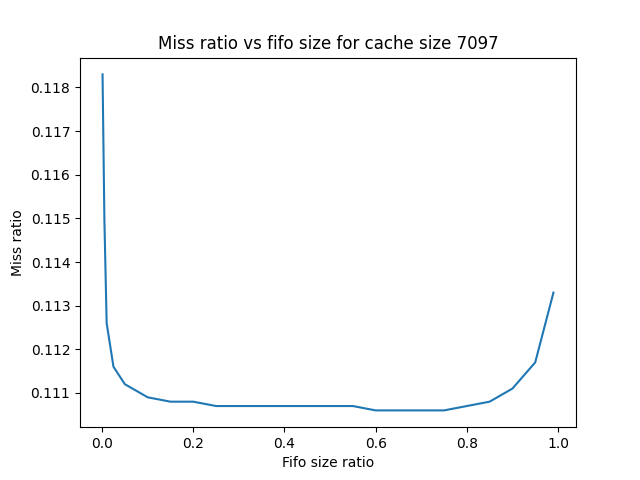 Miss ratio vs fifo size for cache size 7097
0.118
0.117
0.116
0.115
0.114
0.113
0.112
0.111
Miss ratio
0.0 0.2 0.4 0.6 0.8 1.0
Fifo size ratio